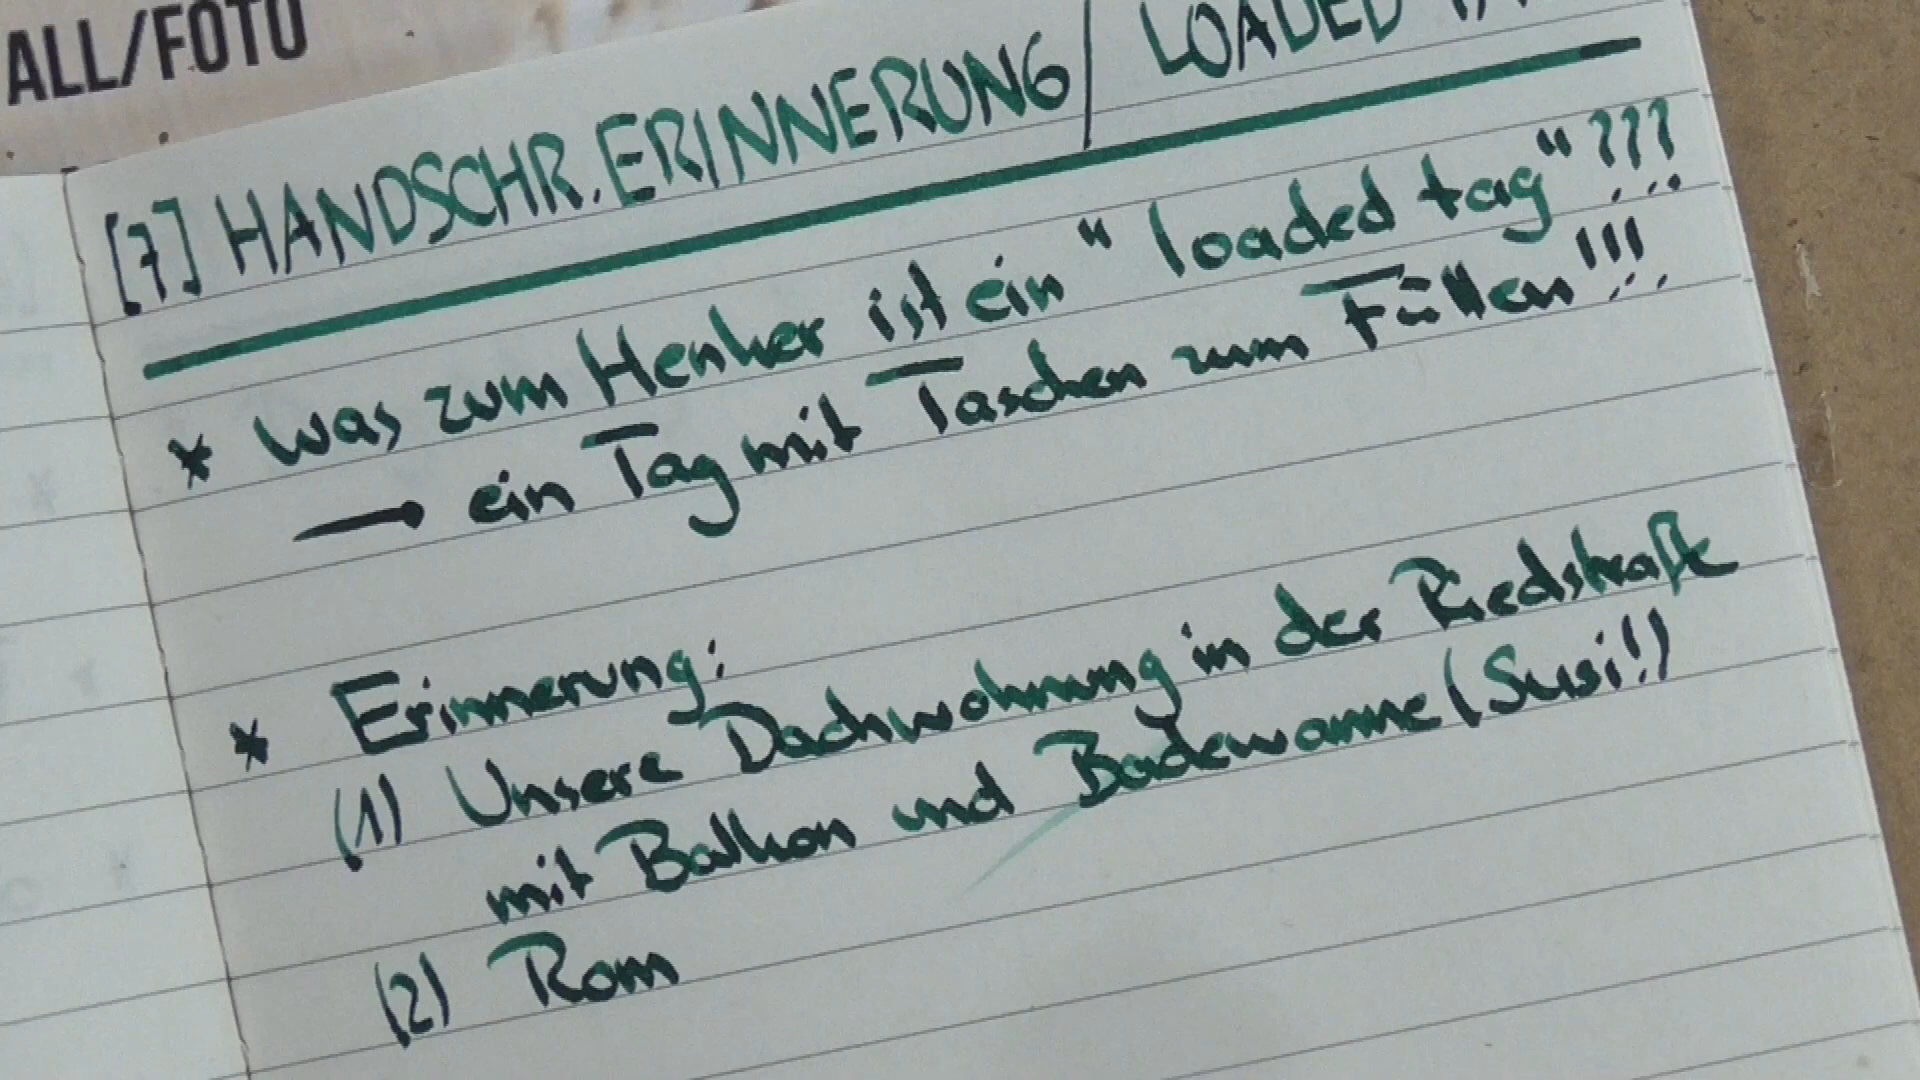 ALL/FOTO
[7] HANDSCHR. ERINNERUNG/ LOADED
* was zum Henker ist ein "loaded tag"???
→ ein Tag mit Taschen zum Füllen!!!
* Erinnerung:
(1) Unsere Dachwohnung in der Riedstraße
mit Balkon und Badewanne (Susi!)
(2) Rom